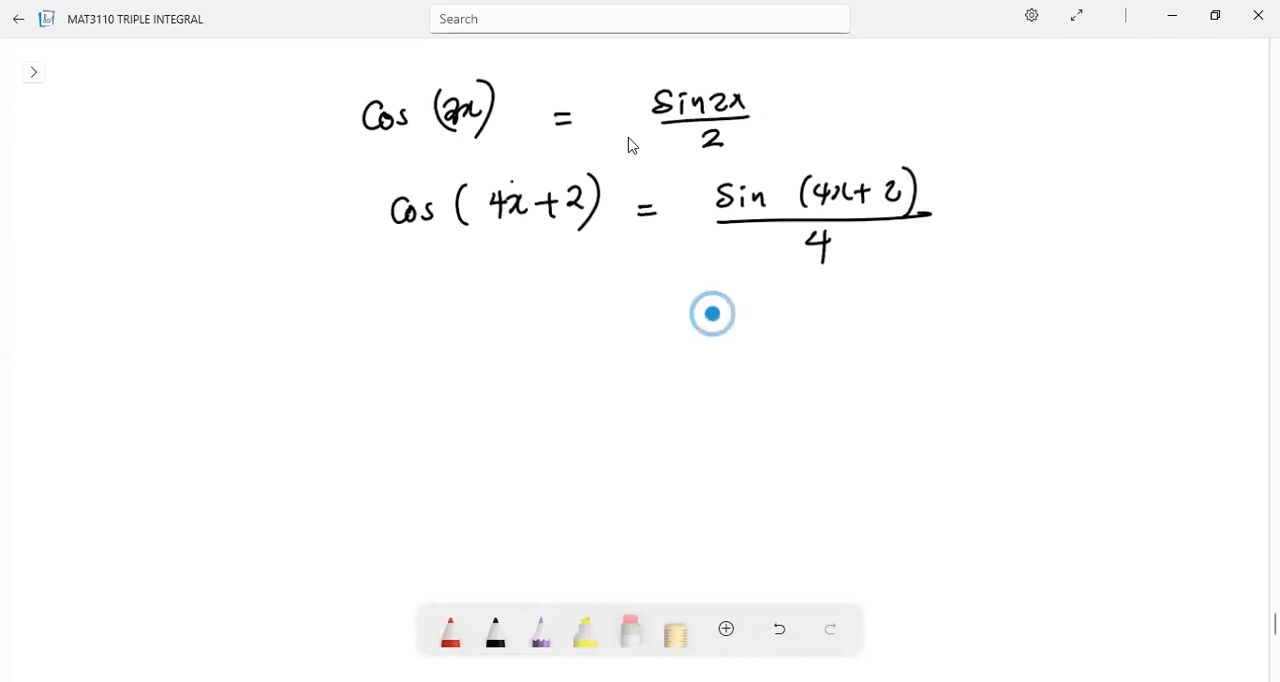 MAT3110 TRIPLE INTEGRAL
Search
Cos (2x) = Sin2x/2
Cos (4x+2) = Sin (4x+2)/4